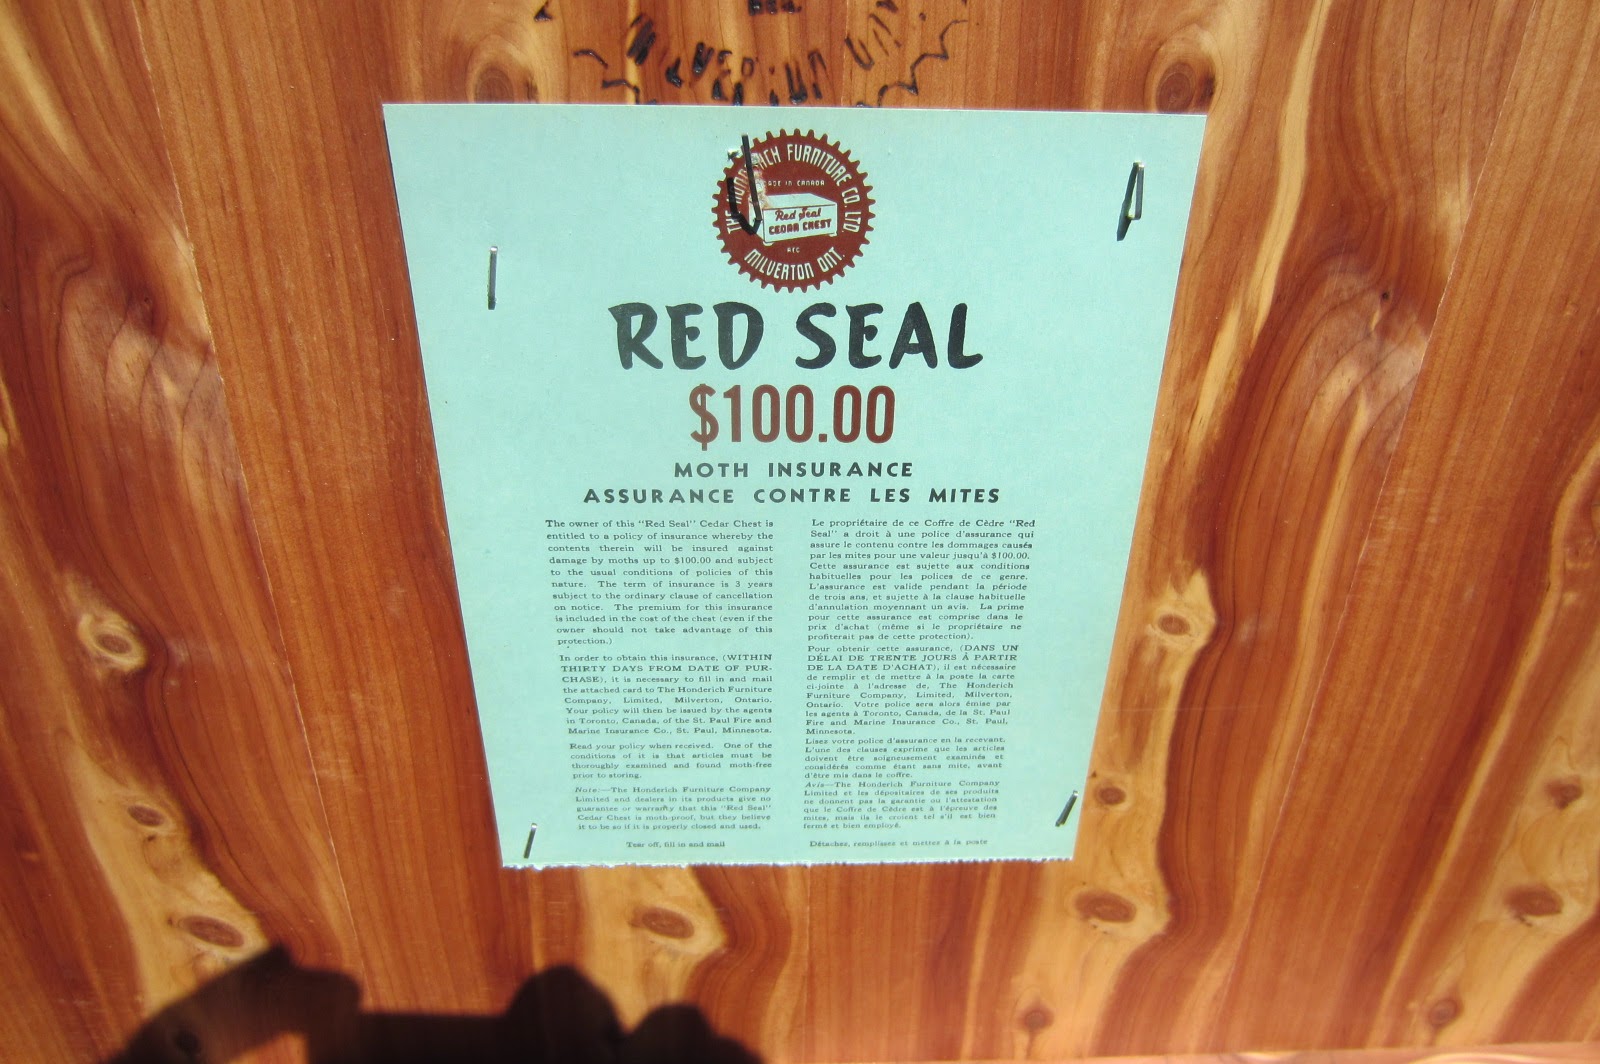 THE HONDERICH FURNITURE CO. LTD.
MADE IN CANADA
Red Seal
CEDAR CHEST
MILVERTON ONT.
RED SEAL
$100.00
MOTH INSURANCE
ASSURANCE CONTRE LES MITES
The owner of this "Red Seal" Cedar Chest is
entitled to a policy of insurance whereby the
contents therein will be insured against
damage by moths up to $100.00 and subject
to the usual conditions of policies of this
nature. The term of insurance is 3 years
subject to the ordinary clause of cancellation
on notice. The premium for this insurance
is included in the cost of the chest (even if the
owner should not take advantage of this
protection.)
In order to obtain this insurance, (WITHIN
THIRTY DAYS FROM DATE OF PUR-
CHASE), it is necessary to fill in and mail
the attached card to The Honderich Furniture
Company, Limited, Milverton, Ontario.
Your policy will then be issued by the agents
in Toronto, Canada, of the St. Paul Fire and
Marine Insurance Co., St. Paul, Minnesota.
Read your policy when received. One of the
conditions of it is that articles must be
thoroughly examined and found moth-free
prior to storing.
Note:—The Honderich Furniture Company
Limited and dealers in its products give no
guarantee or warranty that this "Red Seal"
Cedar Chest is moth-proof, but they believe
it to be so if it is properly closed and used.
Tear off, fill in and mail
Le propriétaire de ce Coffre de Cèdre "Red
Seal" a droit à une police d'assurance qui
assure le contenu contre les dommages causés
par les mites pour une valeur jusqu'à $100.00.
Cette assurance est sujette aux conditions
habituelles pour les polices de ce genre.
L'assurance est valide pendant la période
de trois ans, et sujette à la clause habituelle
d'annulation moyennant un avis. La prime
pour cette assurance est comprise dans le
prix d'achat (même si le propriétaire ne
profiterait pas de cette protection).
Pour obtenir cette assurance, (DANS UN
DÉLAI DE TRENTE JOURS À PARTIR
DE LA DATE D'ACHAT), il est nécessaire
de remplir et de mettre à la poste la carte
ci-jointe à l'adresse de, The Honderich
Furniture Company, Limited, Milverton,
Ontario. Votre police sera alors émise par
les agents à Toronto, Canada, de la St. Paul
Fire and Marine Insurance Co., St. Paul,
Minnesota.
Lisez votre police d'assurance en la recevant.
L'une des clauses exprime que les articles
doivent être soigneusement examinés et
considérés comme étant sans mite, avant
d'être mis dans le coffre.
Avis—The Honderich Furniture Company
Limited et les dépositaires de ses produits
ne donnent pas la garantie ou l'attestation
que le Coffre de Cèdre est à l'épreuve des
mites, mais ils le croient tel s'il est bien
fermé et bien employé.
Détachez, remplissez et mettez à la poste